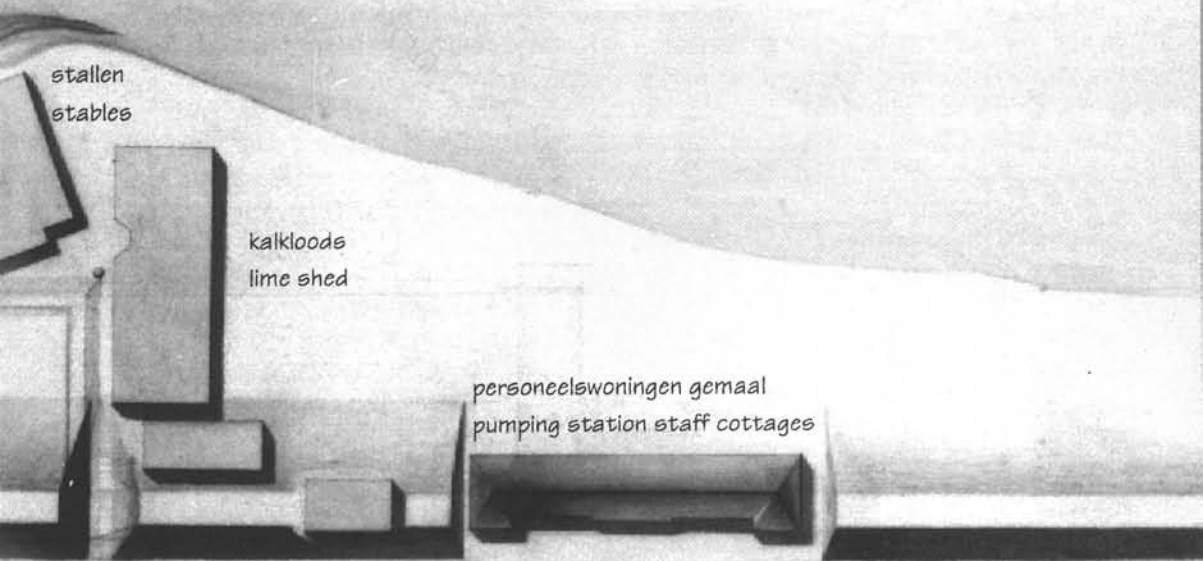 stallen
stables
kalkloods
lime shed
personeelswoningen gemaal
pumping station staff cottages